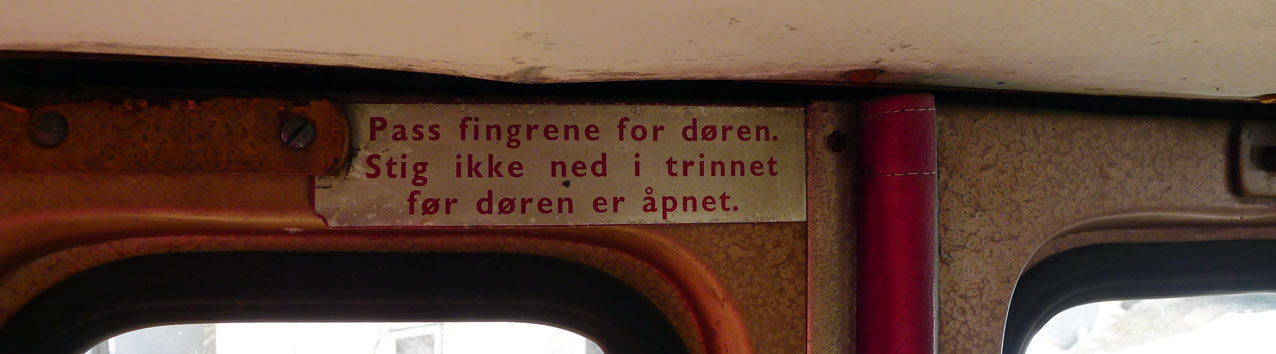 Pass fingrene for døren.
Stig ikke ned i trinnet
før døren er åpnet.